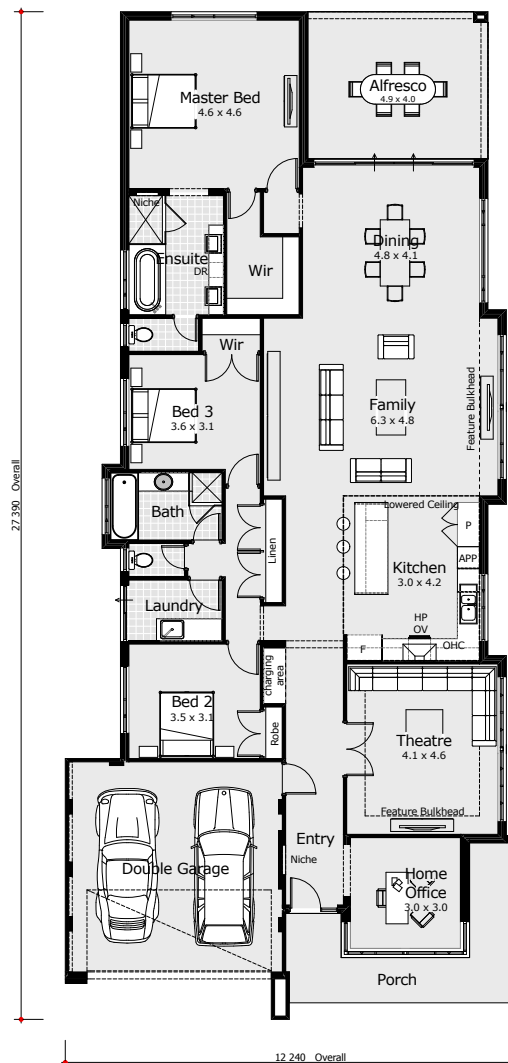 Master Bed
4.6 x 4.6
Alfresco
4.9 x 4.0
Niche
Ensuite
DR
Wir
Dining
4.8 x 4.1
Wir
Bed 3
3.6 x 3.1
Family
6.3 x 4.8
Feature Bulkhead
27 390 Overall
Bath
Linen
Lowered Ceiling
P
APP
Kitchen
3.0 x 4.2
Laundry
HP
OV
OHC
F
charging
area
Bed 2
3.5 x 3.1
Robe
Theatre
4.1 x 4.6
Feature Bulkhead
Entry
Niche
Double Garage
Home
Office
3.0 x 3.0
Porch
12 240 Overall